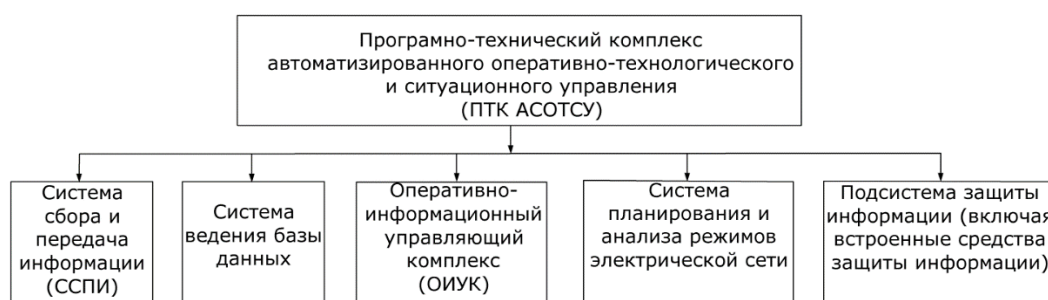 Програмно-технический комплекс
автоматизированного оперативно-технологического
и ситуационного управления
(ПТК АСОТСУ)
Система
сбора и
передача
информации
(ССПИ)
Система
ведения базы
данных
Оперативно-
информационный
управляющий
комплекс
(ОИУК)
Система
планирования и
анализа режимов
электрической сети
Подсистема защиты
информации (включая
встроенные средства
защиты информации)